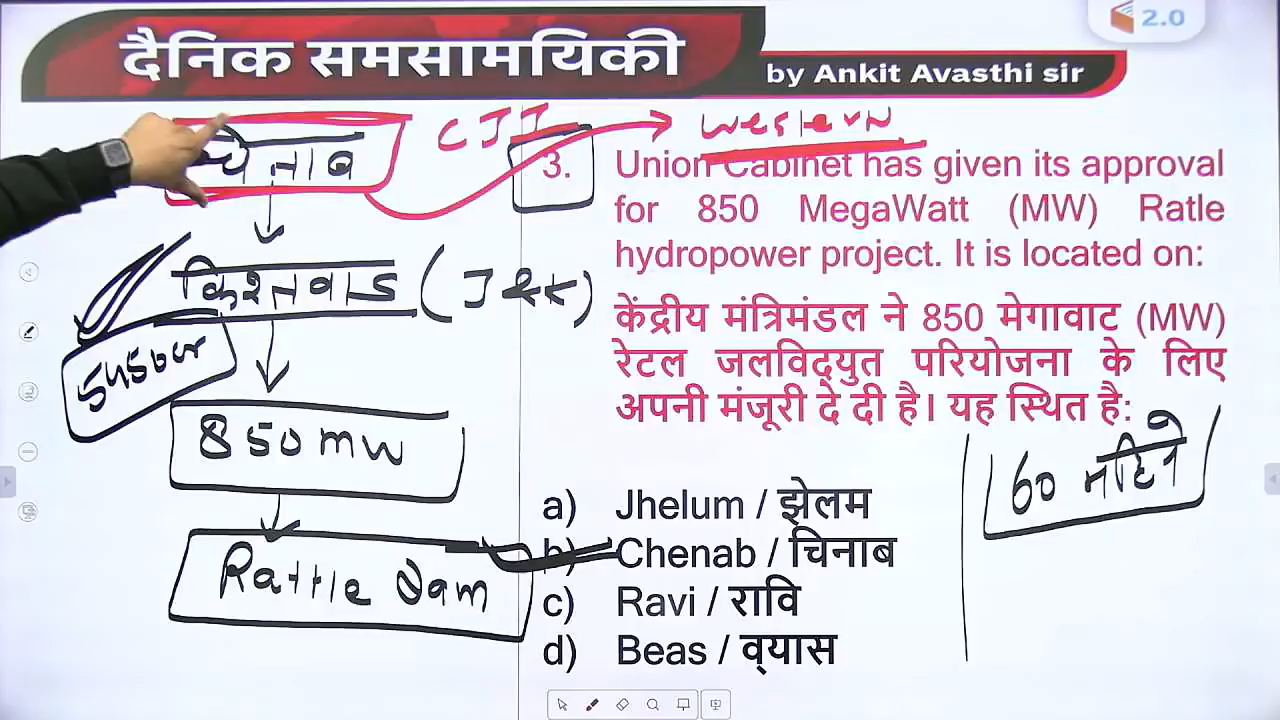 2.0
दैनिक समसामयिकी
by Ankit Avasthi sir
चेनाब
CJI
western
3. Union Cabinet has given its approval
for 850 MegaWatt (MW) Ratle
hydropower project. It is located on:
किश्तवाड (J&K)
केंद्रीय मंत्रिमंडल ने 850 मेगावाट (MW)
रेटल जलविद्युत परियोजना के लिए
अपनी मंजूरी दे दी है। यह स्थित है:
850 MW
60 महिने
Rattle Dam
a) Jhelum / झेलम
b) Chenab / चिनाब
c) Ravi / रावि
d) Beas / व्यास